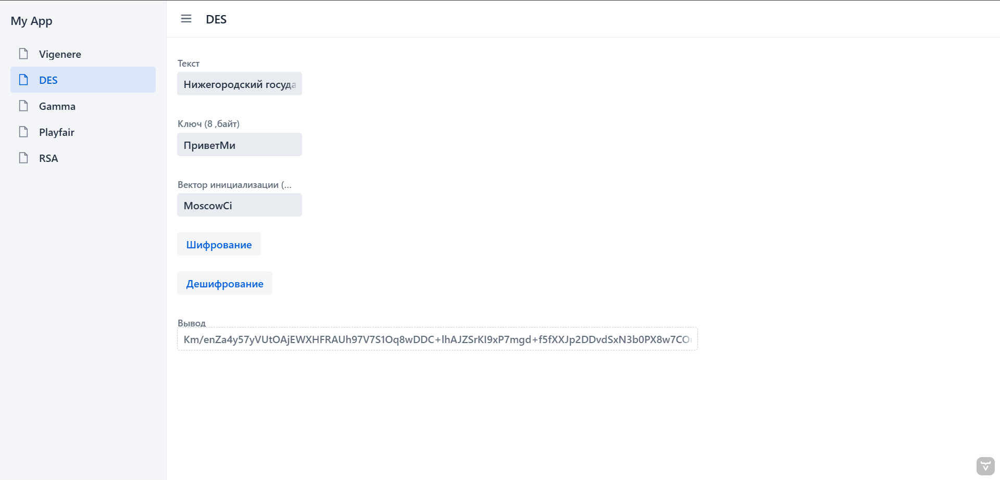 My App
Vigenere
DES
Gamma
Playfair
RSA
DES
Текст
Нижегородский госуда
Ключ (8 ,байт)
ПриветМи
Вектор инициализации (...
MoscowCi
Шифрование
Дешифрование
Вывод
Km/enZa4y57yVUtOAjEWXHFRAUh97V7S1Oq8wDDC+lhAJZSrKI9xP7mgd+f5fXXJp2DDvdSxN3b0PX8w7CO